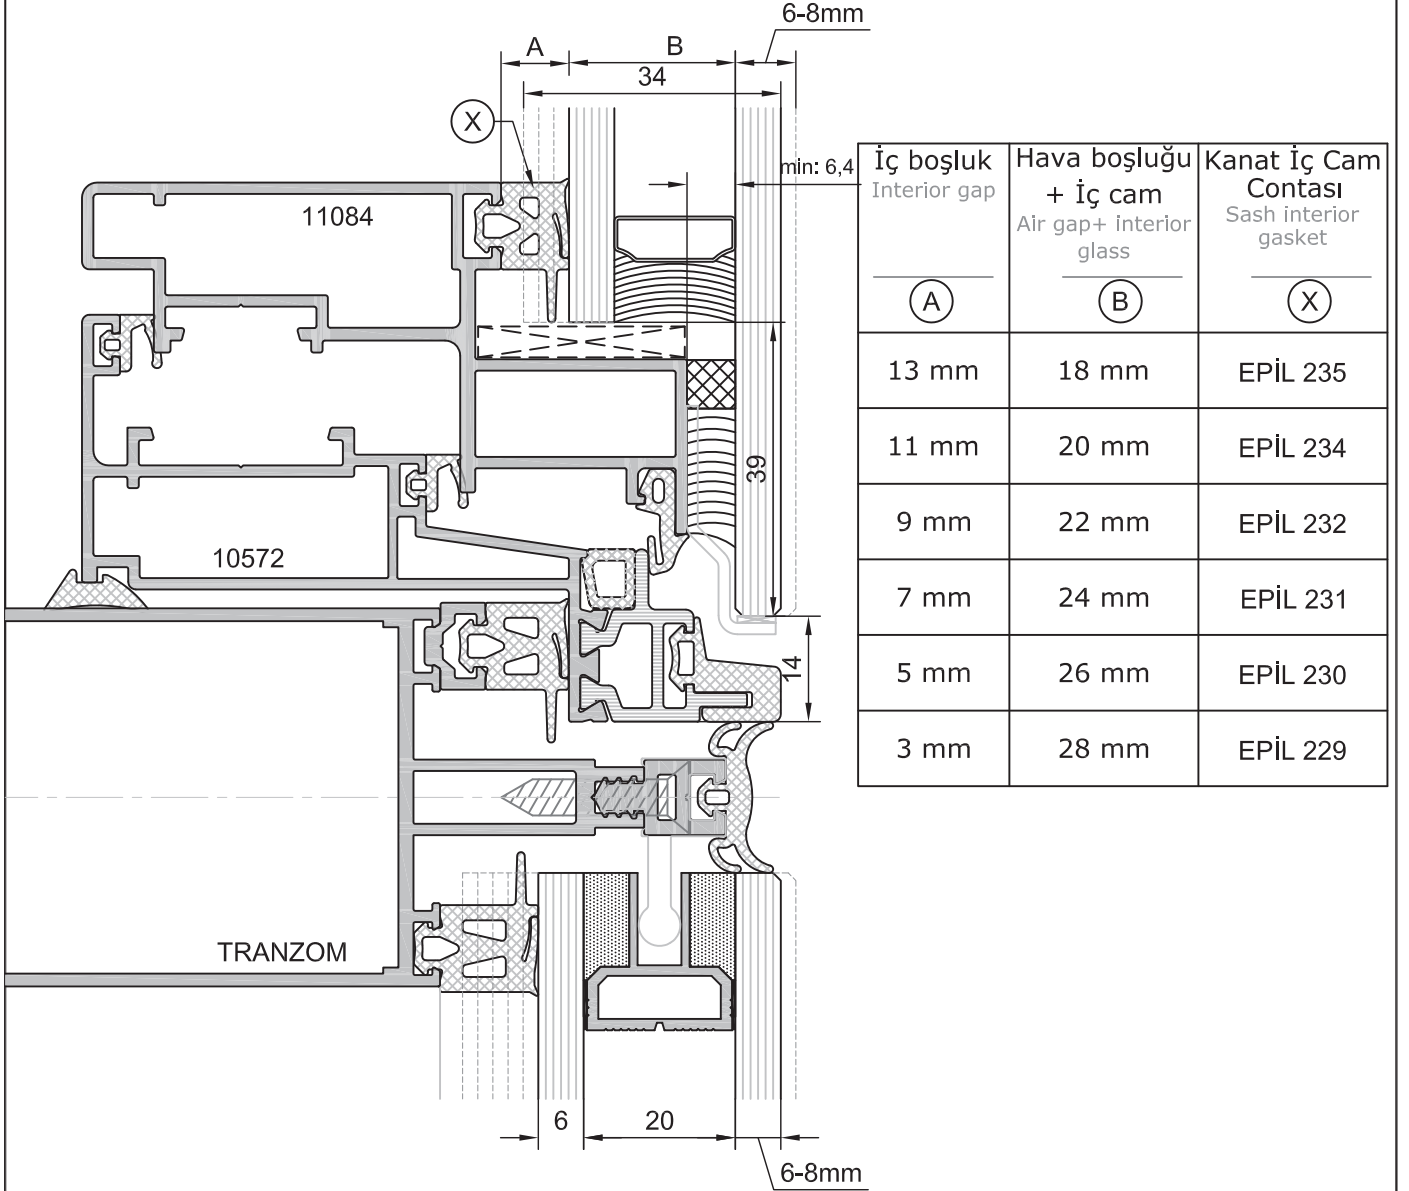 6-8mm
A
B
34
X
min: 6,4
11084
39
10572
14
TRANZOM
6
20
6-8mm
İç boşluk
Interior gap
Hava boşluğu
+ İç cam
Air gap+ interior
glass
Kanat İç Cam
Contası
Sash interior
gasket
A
B
X
13 mm
18 mm
EPİL 235
11 mm
20 mm
EPİL 234
9 mm
22 mm
EPİL 232
7 mm
24 mm
EPİL 231
5 mm
26 mm
EPİL 230
3 mm
28 mm
EPİL 229